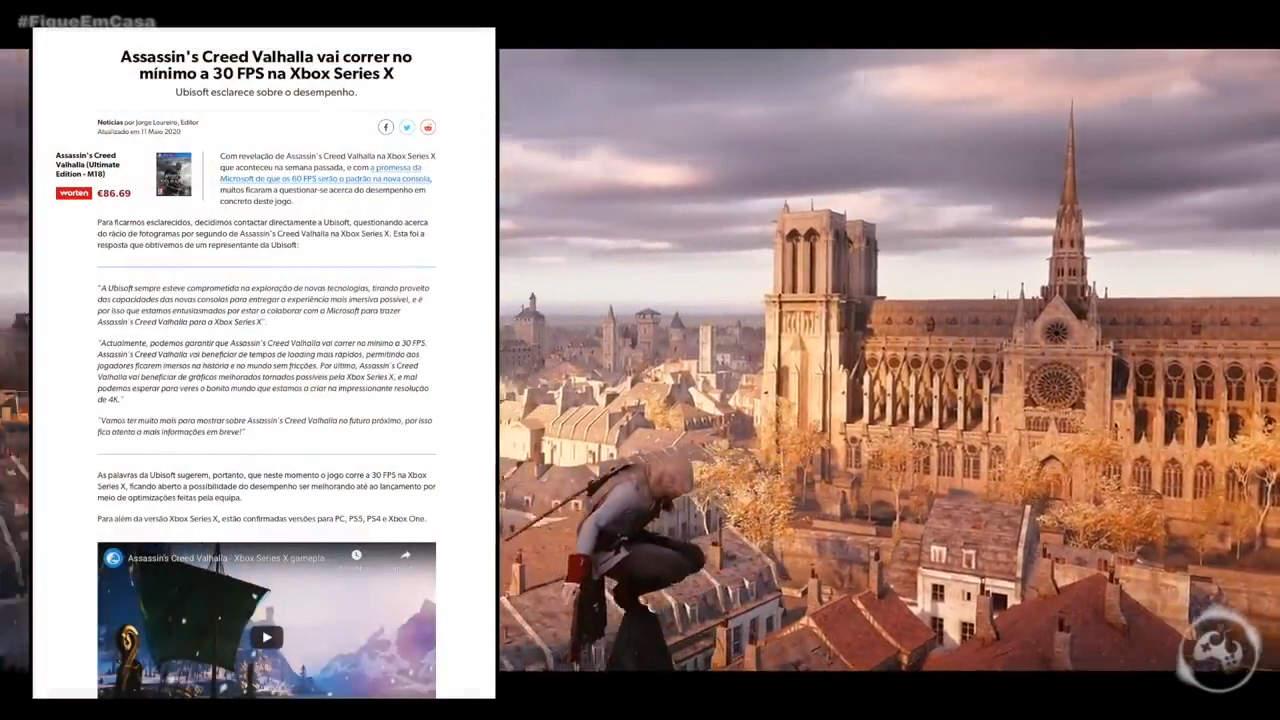 #FiqueEmCasa
Assassin's Creed Valhalla vai correr no
mínimo a 30 FPS na Xbox Series X
Ubisoft esclarece sobre o desempenho.
Notícias por Jorge Loureiro, Editor
Atualizado em 11 Maio 2020
Assassin's Creed
Valhalla (Ultimate
Edition - M18)
worten €86.69
Com revelação de Assassin's Creed Valhalla na Xbox Series X
que aconteceu na semana passada, e com a promessa da
Microsoft de que os 60 FPS serão o padrão na nova consola,
muitos ficaram a questionar-se acerca do desempenho em
concreto deste jogo.
Para ficarmos esclarecidos, decidimos contactar directamente a Ubisoft, questionando acerca
do rácio de fotogramas por segundo de Assassin's Creed Valhalla na Xbox Series X. Esta foi a
resposta que obtivemos de um representante da Ubisoft:
"A Ubisoft sempre esteve comprometida na exploração de novas tecnologias, tirando proveito
das capacidades das novas consolas para entregar a experiência mais imersiva possível, e é
por isso que estamos entusiasmados por estar a colaborar com a Microsoft para trazer
Assassin's Creed Valhalla para a Xbox Series X".
"Actualmente, podemos garantir que Assassin's Creed Valhalla vai correr no mínimo a 30 FPS.
Assassin's Creed Valhalla vai beneficiar de tempos de loading mais rápidos, permitindo aos
jogadores ficarem imersos na história e no mundo sem fricções. Por último, Assassin's Creed
Valhalla vai beneficiar de gráficos melhorados tornados possíveis pela Xbox Series X, e mal
podemos esperar para veres o bonito mundo que estamos a criar na impressionante resolução
de 4K."
"Vamos ter muito mais para mostrar sobre Assassin's Creed Valhalla no futuro próximo, por isso
fica atento a mais informações em breve!"
As palavras da Ubisoft sugerem, portanto, que neste momento o jogo corre a 30 FPS na Xbox
Series X, ficando aberto a possibilidade do desempenho ser melhorando até ao lançamento por
meio de optimizações feitas pela equipa.
Para além da versão Xbox Series X, estão confirmadas versões para PC, PS5, PS4 e Xbox One.
Assassin's Creed Valhalla - Xbox Series X gamepla